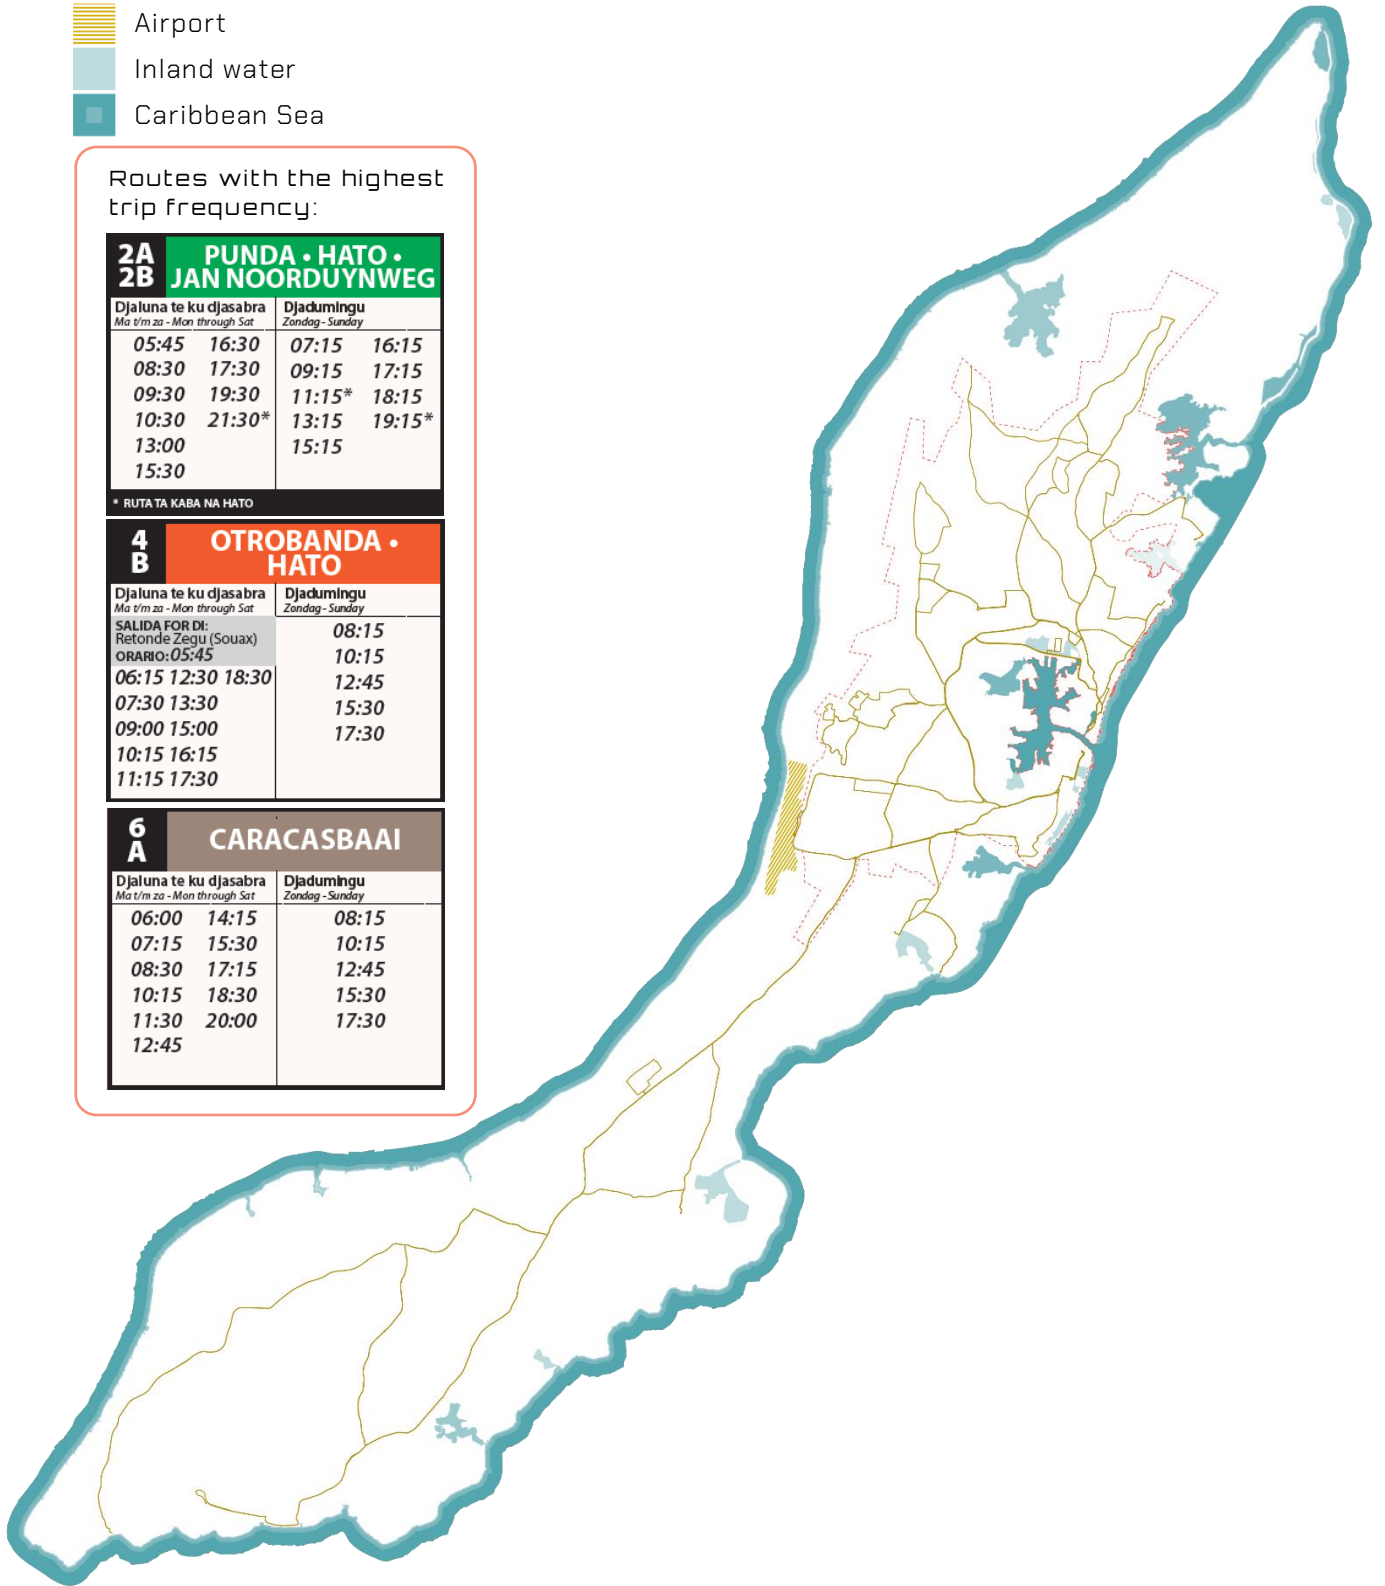 Airport
Inland water
Caribbean Sea
Routes with the highest
trip frequency:
2A
2B
PUNDA • HATO •
JAN NOORDUYNWEG
Djaluna te ku djasabra
Ma t/m za - Mon through Sat
Djadumingu
Zondag - Sunday
05:45 16:30
08:30 17:30
09:30 19:30
10:30 21:30*
13:00
15:30
07:15 16:15
09:15 17:15
11:15* 18:15
13:15 19:15*
15:15
* RUTA TA KABA NA HATO
4
B
OTROBANDA •
HATO
Djaluna te ku djasabra
Ma t/m za - Mon through Sat
Djadumingu
Zondag - Sunday
SALIDA FOR DI:
Retonde Zegu (Souax)
ORARIO: 05:45
06:15 12:30 18:30
07:30 13:30
09:00 15:00
10:15 16:15
11:15 17:30
08:15
10:15
12:45
15:30
17:30
6
A
CARACASBAAI
Djaluna te ku djasabra
Ma t/m za - Mon through Sat
Djadumingu
Zondag - Sunday
06:00 14:15
07:15 15:30
08:30 17:15
10:15 18:30
11:30 20:00
12:45
08:15
10:15
12:45
15:30
17:30